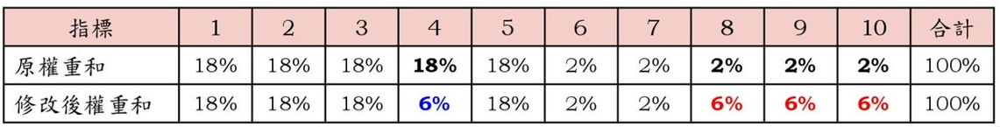 指標 1 2 3 4 5 6 7 8 9 10 合計
原權重和 18% 18% 18% 18% 18% 2% 2% 2% 2% 2% 100%
修改後權重和 18% 18% 18% 6% 18% 2% 2% 6% 6% 6% 100%